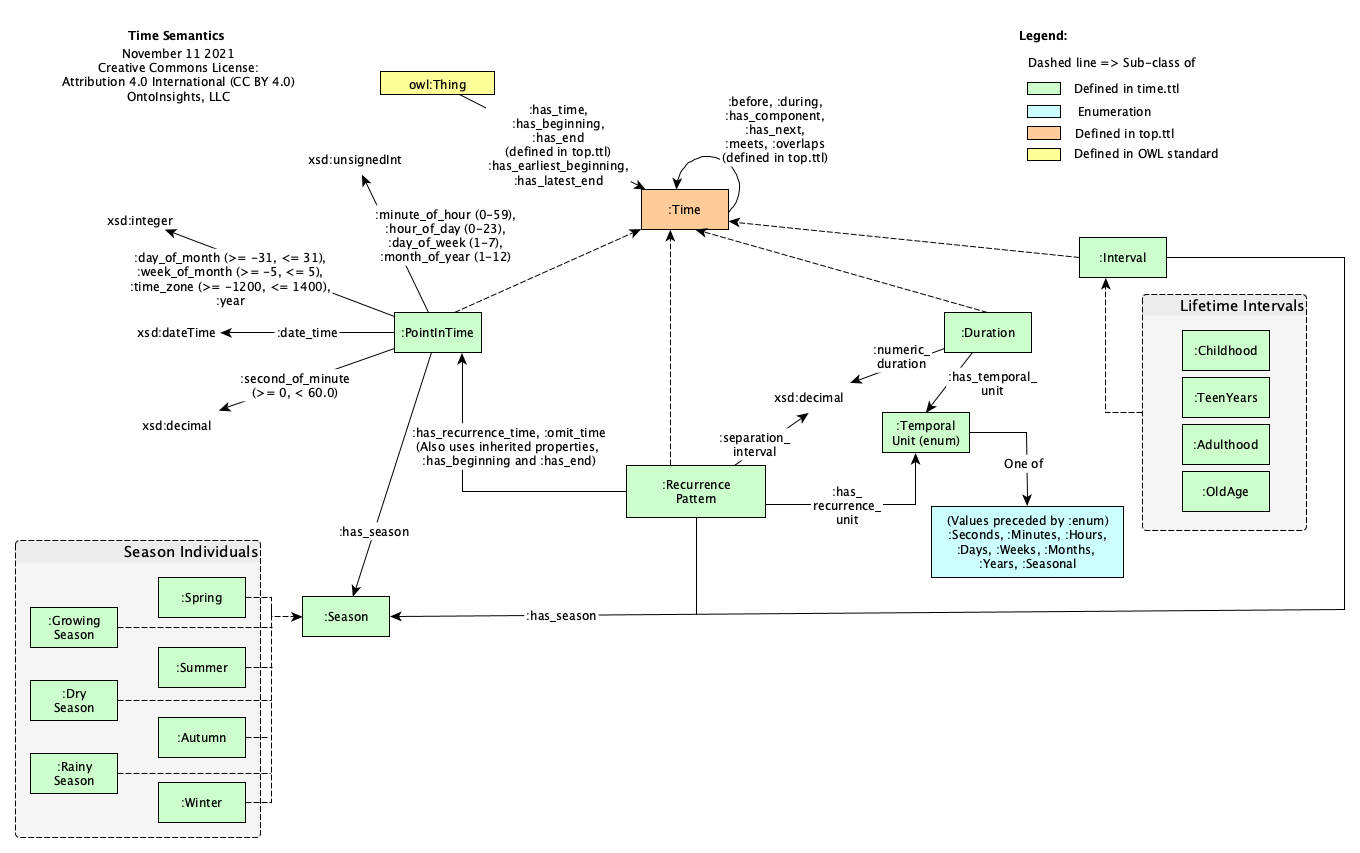 Time Semantics
November 11 2021
Creative Commons License:
Attribution 4.0 International (CC BY 4.0)
OntoInsights, LLC
Legend:
Dashed line => Sub-class of
Defined in time.ttl
Enumeration
Defined in top.ttl
Defined in OWL standard
owl:Thing
:has_time,
:has_beginning,
:has_end
(defined in top.ttl)
:has_earliest_beginning,
:has_latest_end
:before, :during,
:has_component,
:has_next,
:meets, :overlaps
(defined in top.ttl)
:Time
xsd:unsignedInt
:minute_of_hour (0-59),
:hour_of_day (0-23),
:day_of_week (1-7),
:month_of_year (1-12)
xsd:integer
:day_of_month (>= -31, <= 31),
:week_of_month (>= -5, <= 5),
:time_zone (>= -1200, <= 1400),
:year
xsd:dateTime
:date_time
:PointInTime
:second_of_minute
(>= 0, < 60.0)
xsd:decimal
:Interval
Lifetime Intervals
:Childhood
:TeenYears
:Adulthood
:OldAge
:Duration
:numeric_
duration
:has_temporal_
unit
xsd:decimal
:separation_
interval
:Temporal
Unit (enum)
One of
(Values preceded by :enum)
:Seconds, :Minutes, :Hours,
:Days, :Weeks, :Months,
:Years, :Seasonal
:has_recurrence_time, :omit_time
(Also uses inherited properties,
:has_beginning and :has_end)
:Recurrence
Pattern
:has_
recurrence_
unit
:has_season
Season Individuals
:Spring
:Growing
Season
:Summer
:Dry
Season
:Autumn
:Rainy
Season
:Winter
:Season
:has_season